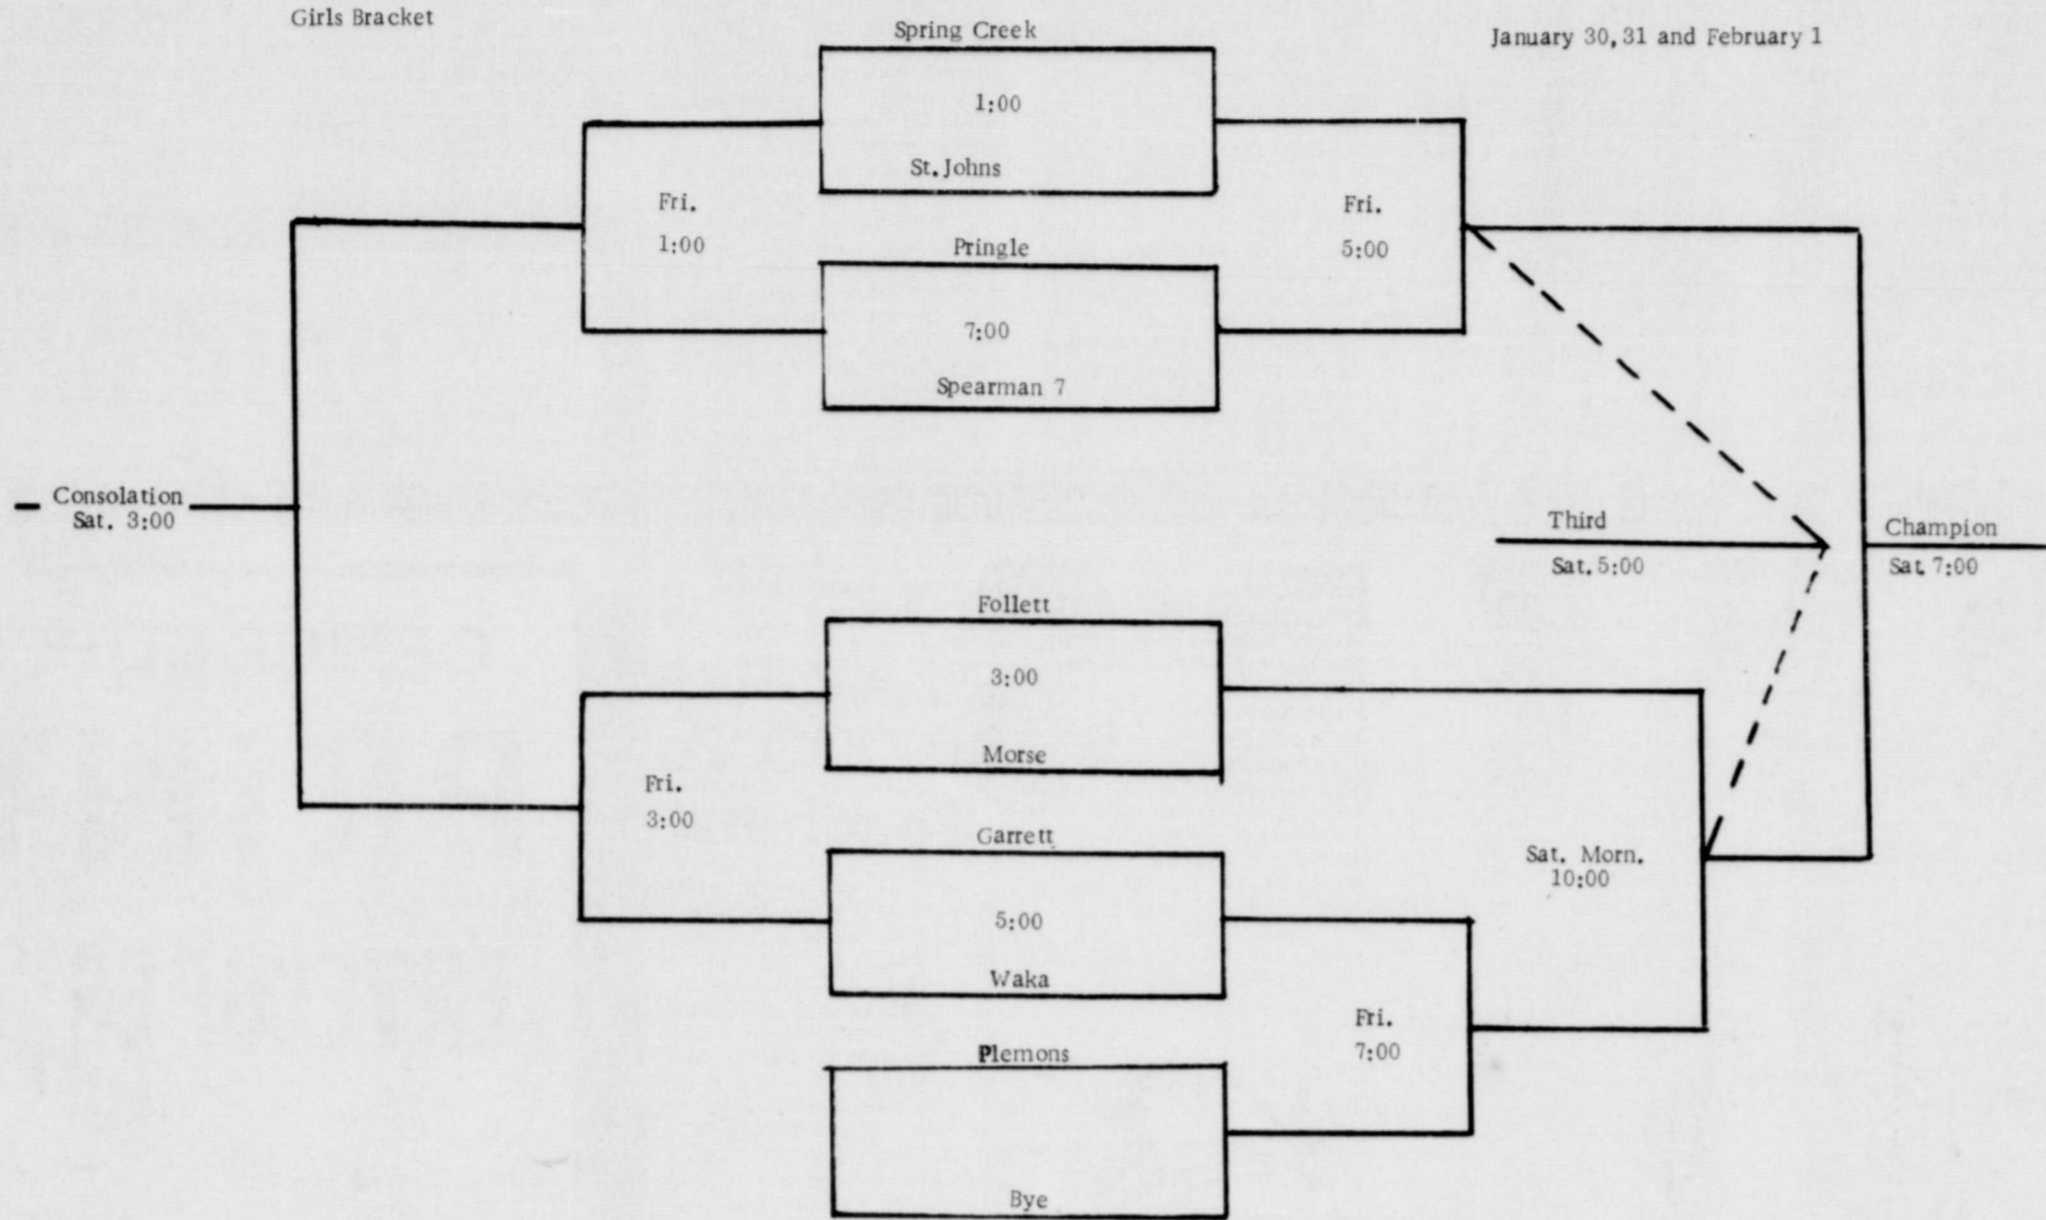 Girls Bracket
January 30,31 and February 1
Spring Creek
1:00
St.Johns
Fri.
1:00
Pringle
7:00
Spearman 7
Fri.
5:00
Consolation
Sat. 3:00
Third
Sat.5:00
Champion
Sat. 7:00
Follett
3:00
Morse
Fri.
3:00
Garrett
5:00
Waka
Sat. Morn.
10:00
Plemons
Bye
Fri.
7:00